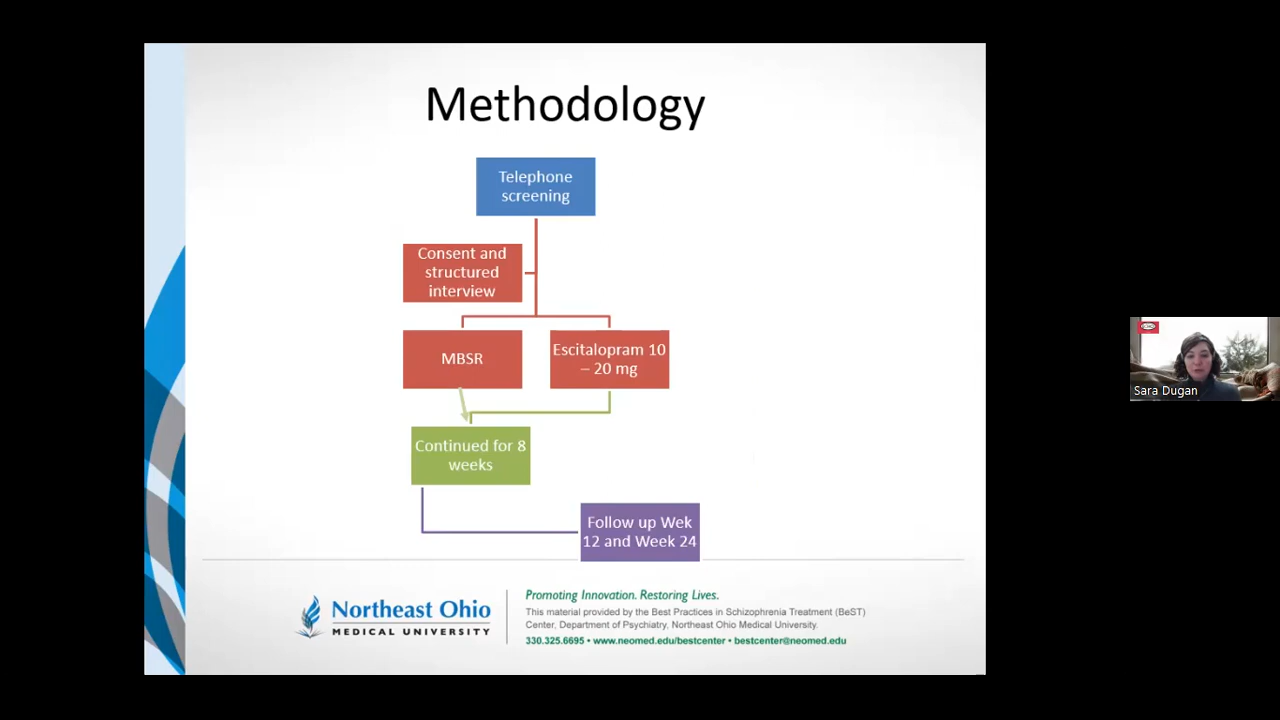 Methodology
Telephone
screening
Consent and
structured
interview
MBSR
Escitalopram 10
– 20 mg
Continued for 8
weeks
Follow up Wek
12 and Week 24
Northeast Ohio
MEDICAL UNIVERSITY
Promoting Innovation. Restoring Lives.
This material provided by the Best Practices in Schizophrenia Treatment (BeST)
Center, Department of Psychiatry, Northeast Ohio Medical University.
330.325.6695 • www.neomed.edu/bestcenter • bestcenter@neomed.edu
Sara Dugan